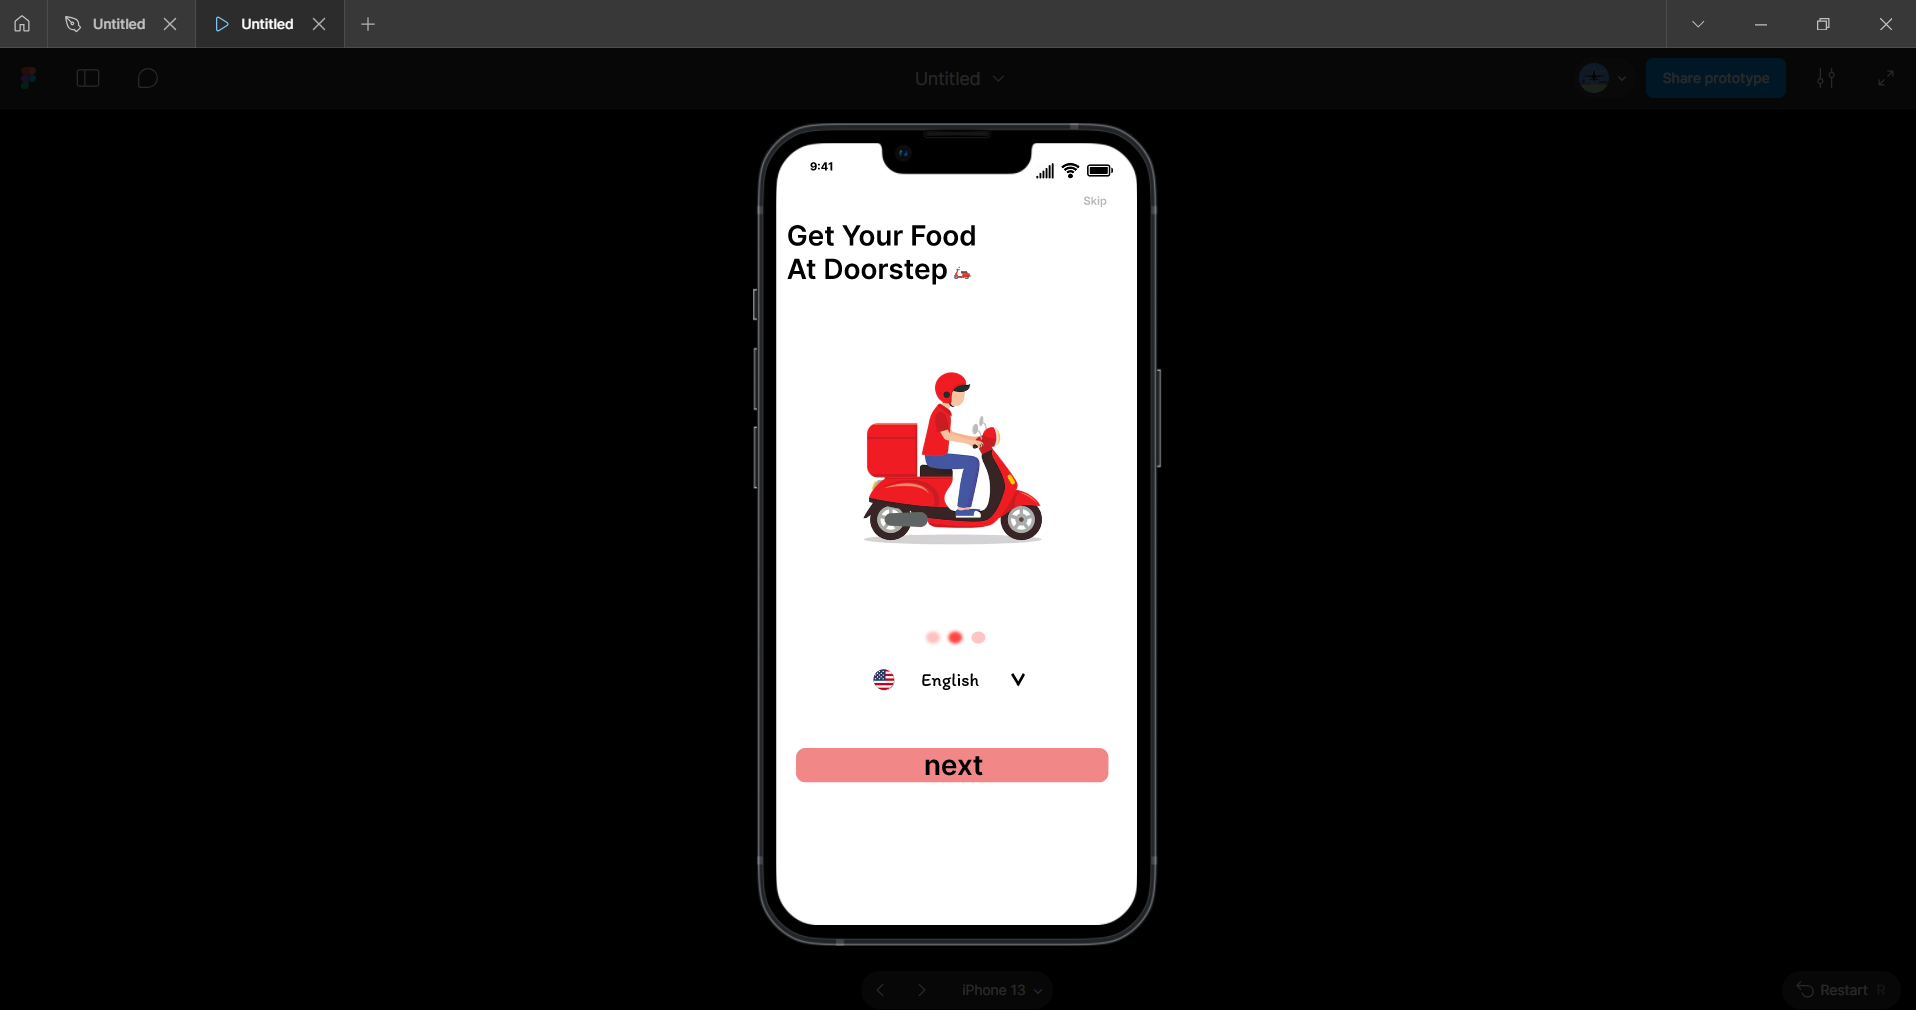 Untitled
Untitled
Untitled
Share prototype
9:41
Skip
Get Your Food
At Doorstep
English
V
next
iPhone 13
Restart R